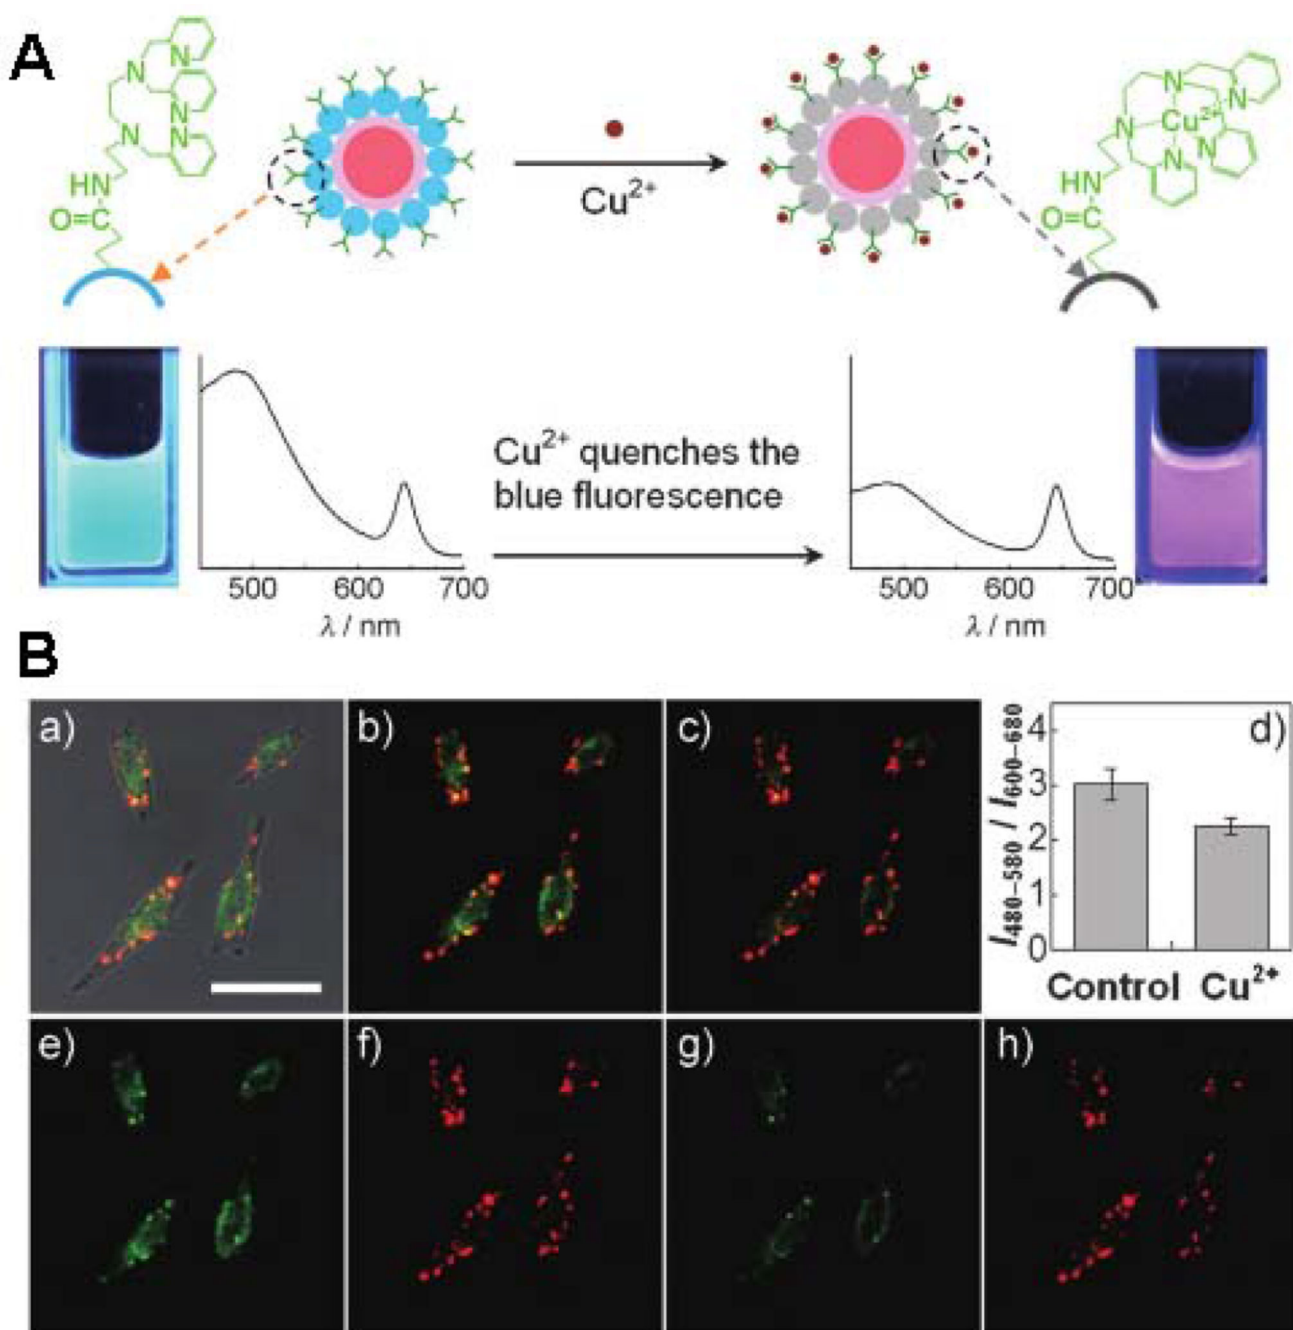 A
N
N
N
N
N
HN
O=C
Cu²⁺
N
N
Cu²⁺
N
N
N
HN
O=C
Cu²⁺ quenches the
blue fluorescence
500 600 700
λ / nm
500 600 700
λ / nm
B
a)
b)
c)
d)
I480–580 / I600–680
4
3
2
1
0
Control Cu²⁺
e)
f)
g)
h)